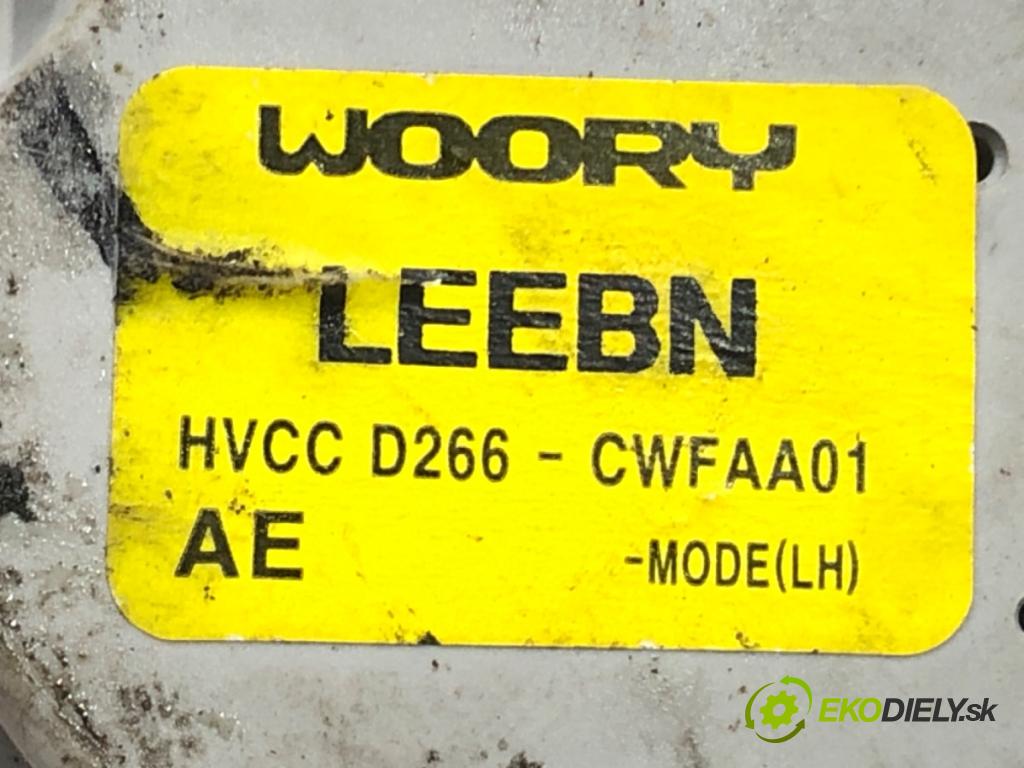 WOORY
LEEBN
HVCC D266 - CWFAA01
AE -MODE(LH)
EKODIELY.sk